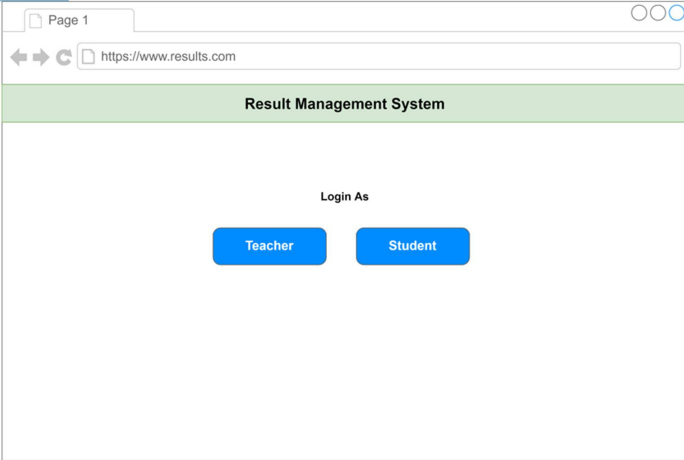 Page 1
https://www.results.com
Result Management System
Login As
Teacher Student